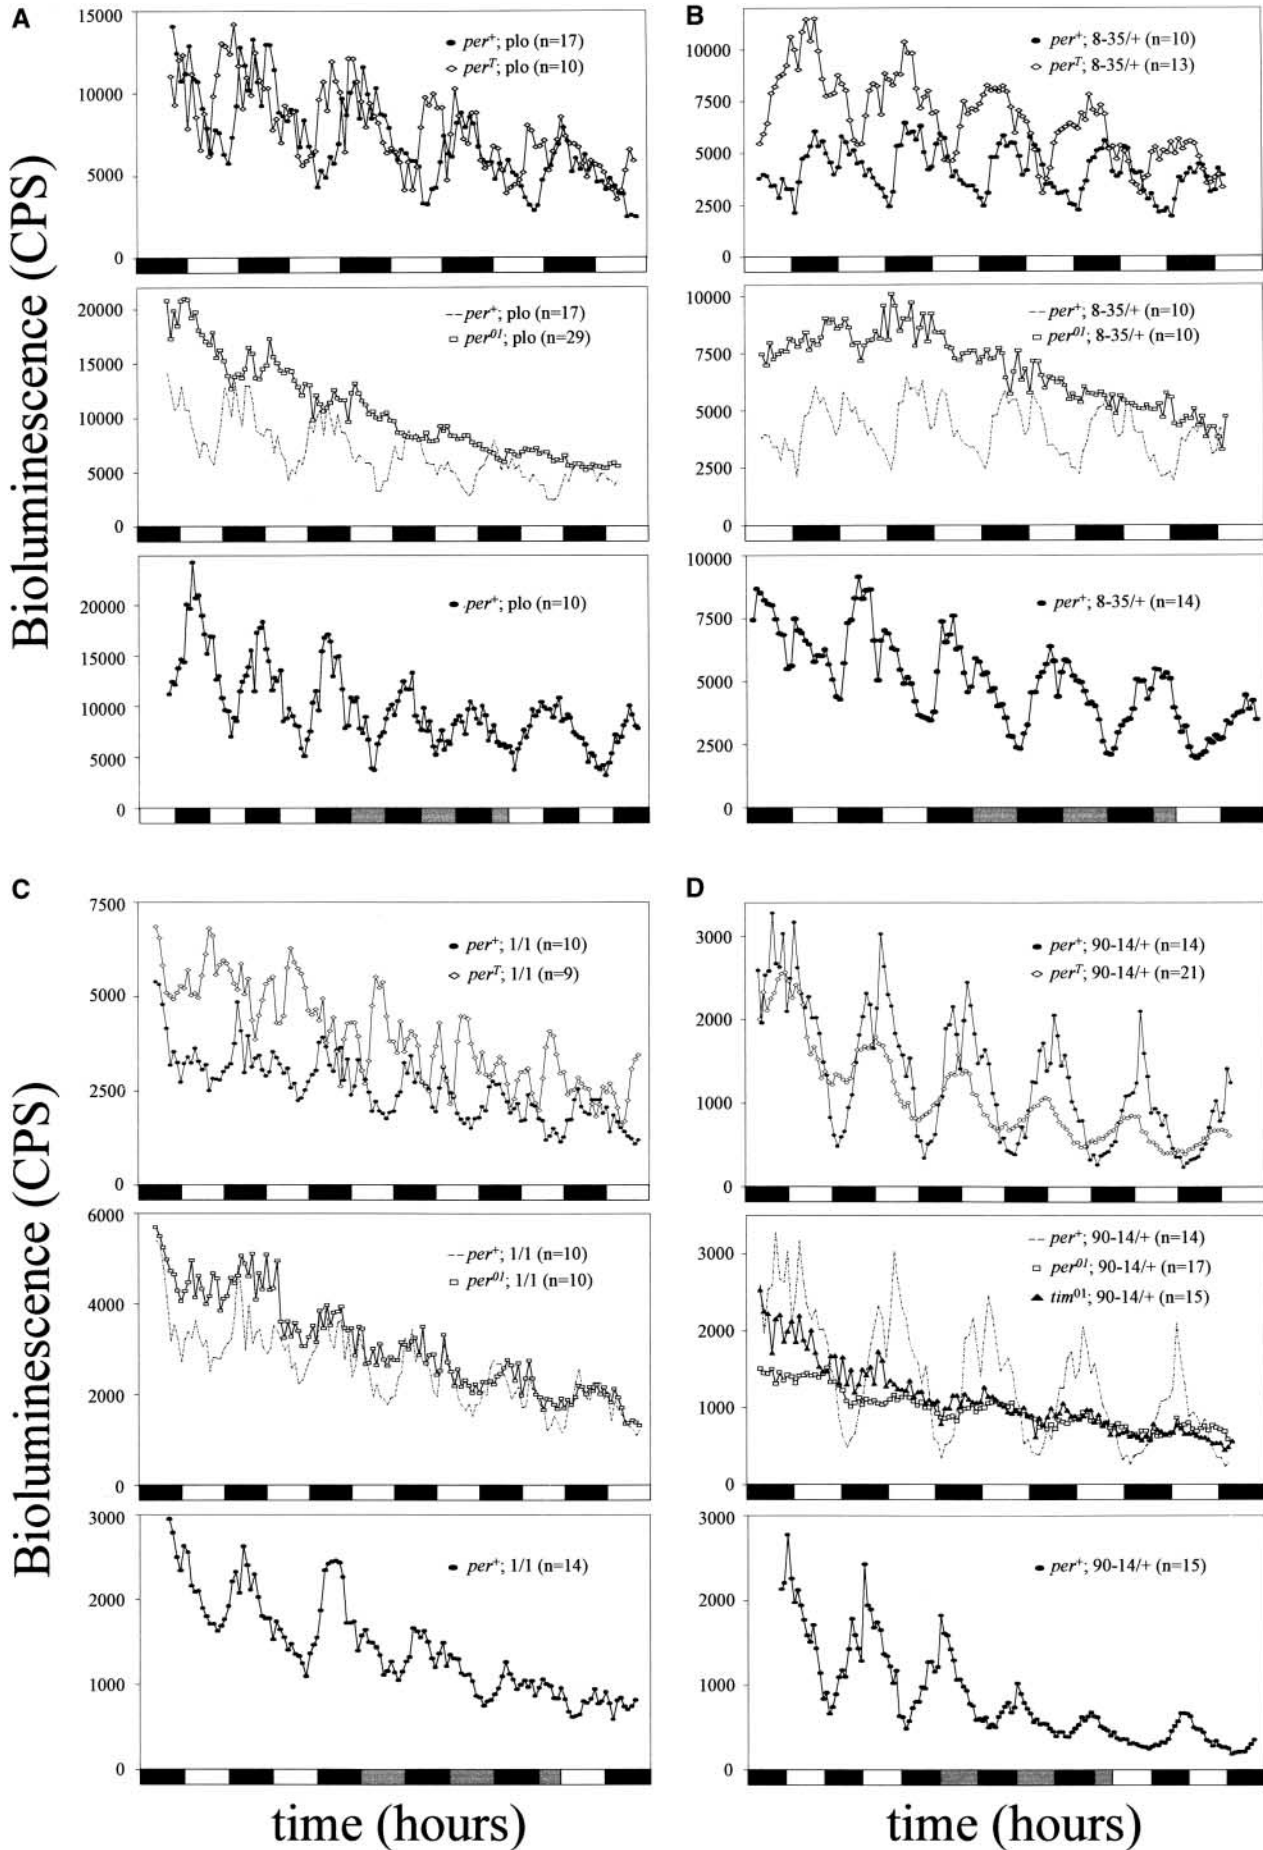 A
15000
10000
5000
0
per⁺; plo (n=17)
perᵀ; plo (n=10)
20000
15000
10000
5000
0
per⁺; plo (n=17)
per⁰¹; plo (n=29)
20000
15000
10000
5000
0
per⁺; plo (n=10)
B
10000
7500
5000
2500
0
per⁺; 8-35/+ (n=10)
perᵀ; 8-35/+ (n=13)
10000
7500
5000
2500
0
per⁺; 8-35/+ (n=10)
per⁰¹; 8-35/+ (n=10)
10000
7500
5000
2500
0
per⁺; 8-35/+ (n=14)
Bioluminescence (CPS)
C
7500
5000
2500
0
per⁺; 1/1 (n=10)
perᵀ; 1/1 (n=9)
6000
4000
2000
0
per⁺; 1/1 (n=10)
per⁰¹; 1/1 (n=10)
3000
2000
1000
0
per⁺; 1/1 (n=14)
D
3000
2000
1000
0
per⁺; 90-14/+ (n=14)
perᵀ; 90-14/+ (n=21)
3000
2000
1000
0
per⁺; 90-14/+ (n=14)
per⁰¹; 90-14/+ (n=17)
tim⁰¹; 90-14/+ (n=15)
3000
2000
1000
0
per⁺; 90-14/+ (n=15)
Bioluminescence (CPS)
time (hours)
time (hours)